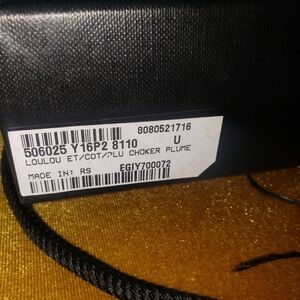 8080521716
506025 Y16P2 8110 U
LOULOU ET/COT/PLU CHOKER PLUME
MADE IN: RS EGIY700072